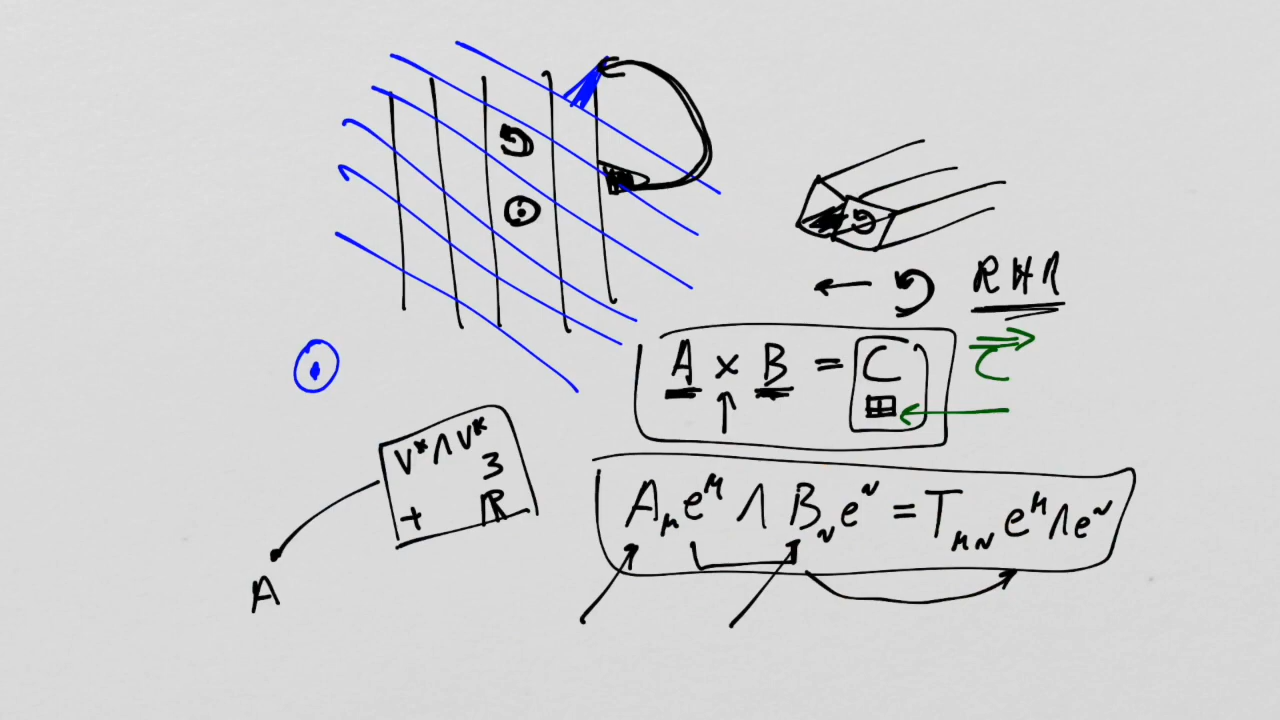 RHR
A × B = C
C
V* ∧ V*
3
+ ℝ
A_μ e^μ ∧ B_ν e^ν = T_μν e^μ ∧ e^ν
A